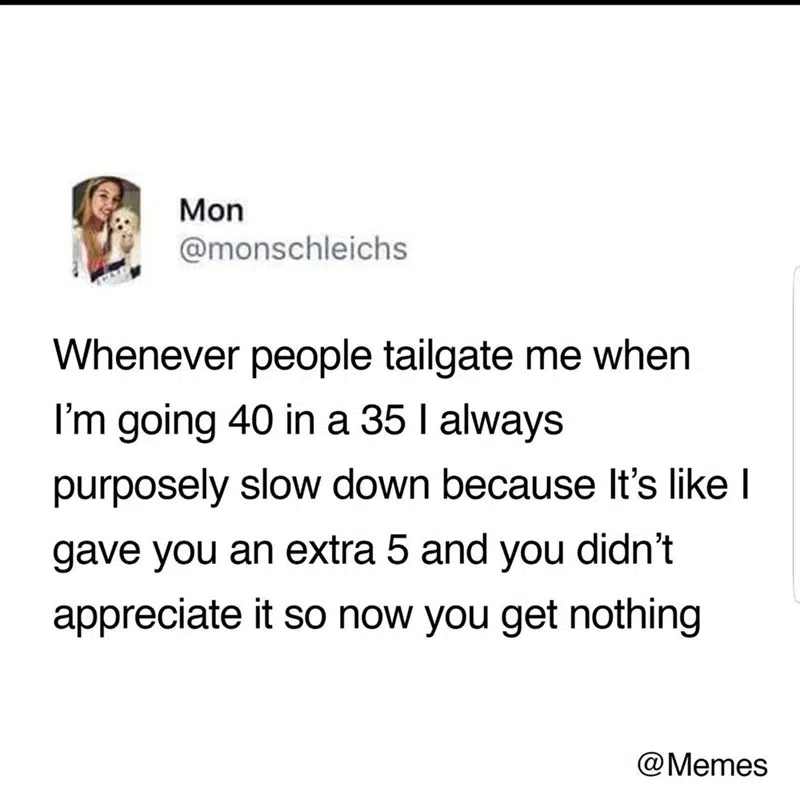 Mon
@monschleichs
Whenever people tailgate me when
I'm going 40 in a 35 I always
purposely slow down because It's like I
gave you an extra 5 and you didn't
appreciate it so now you get nothing
@Memes